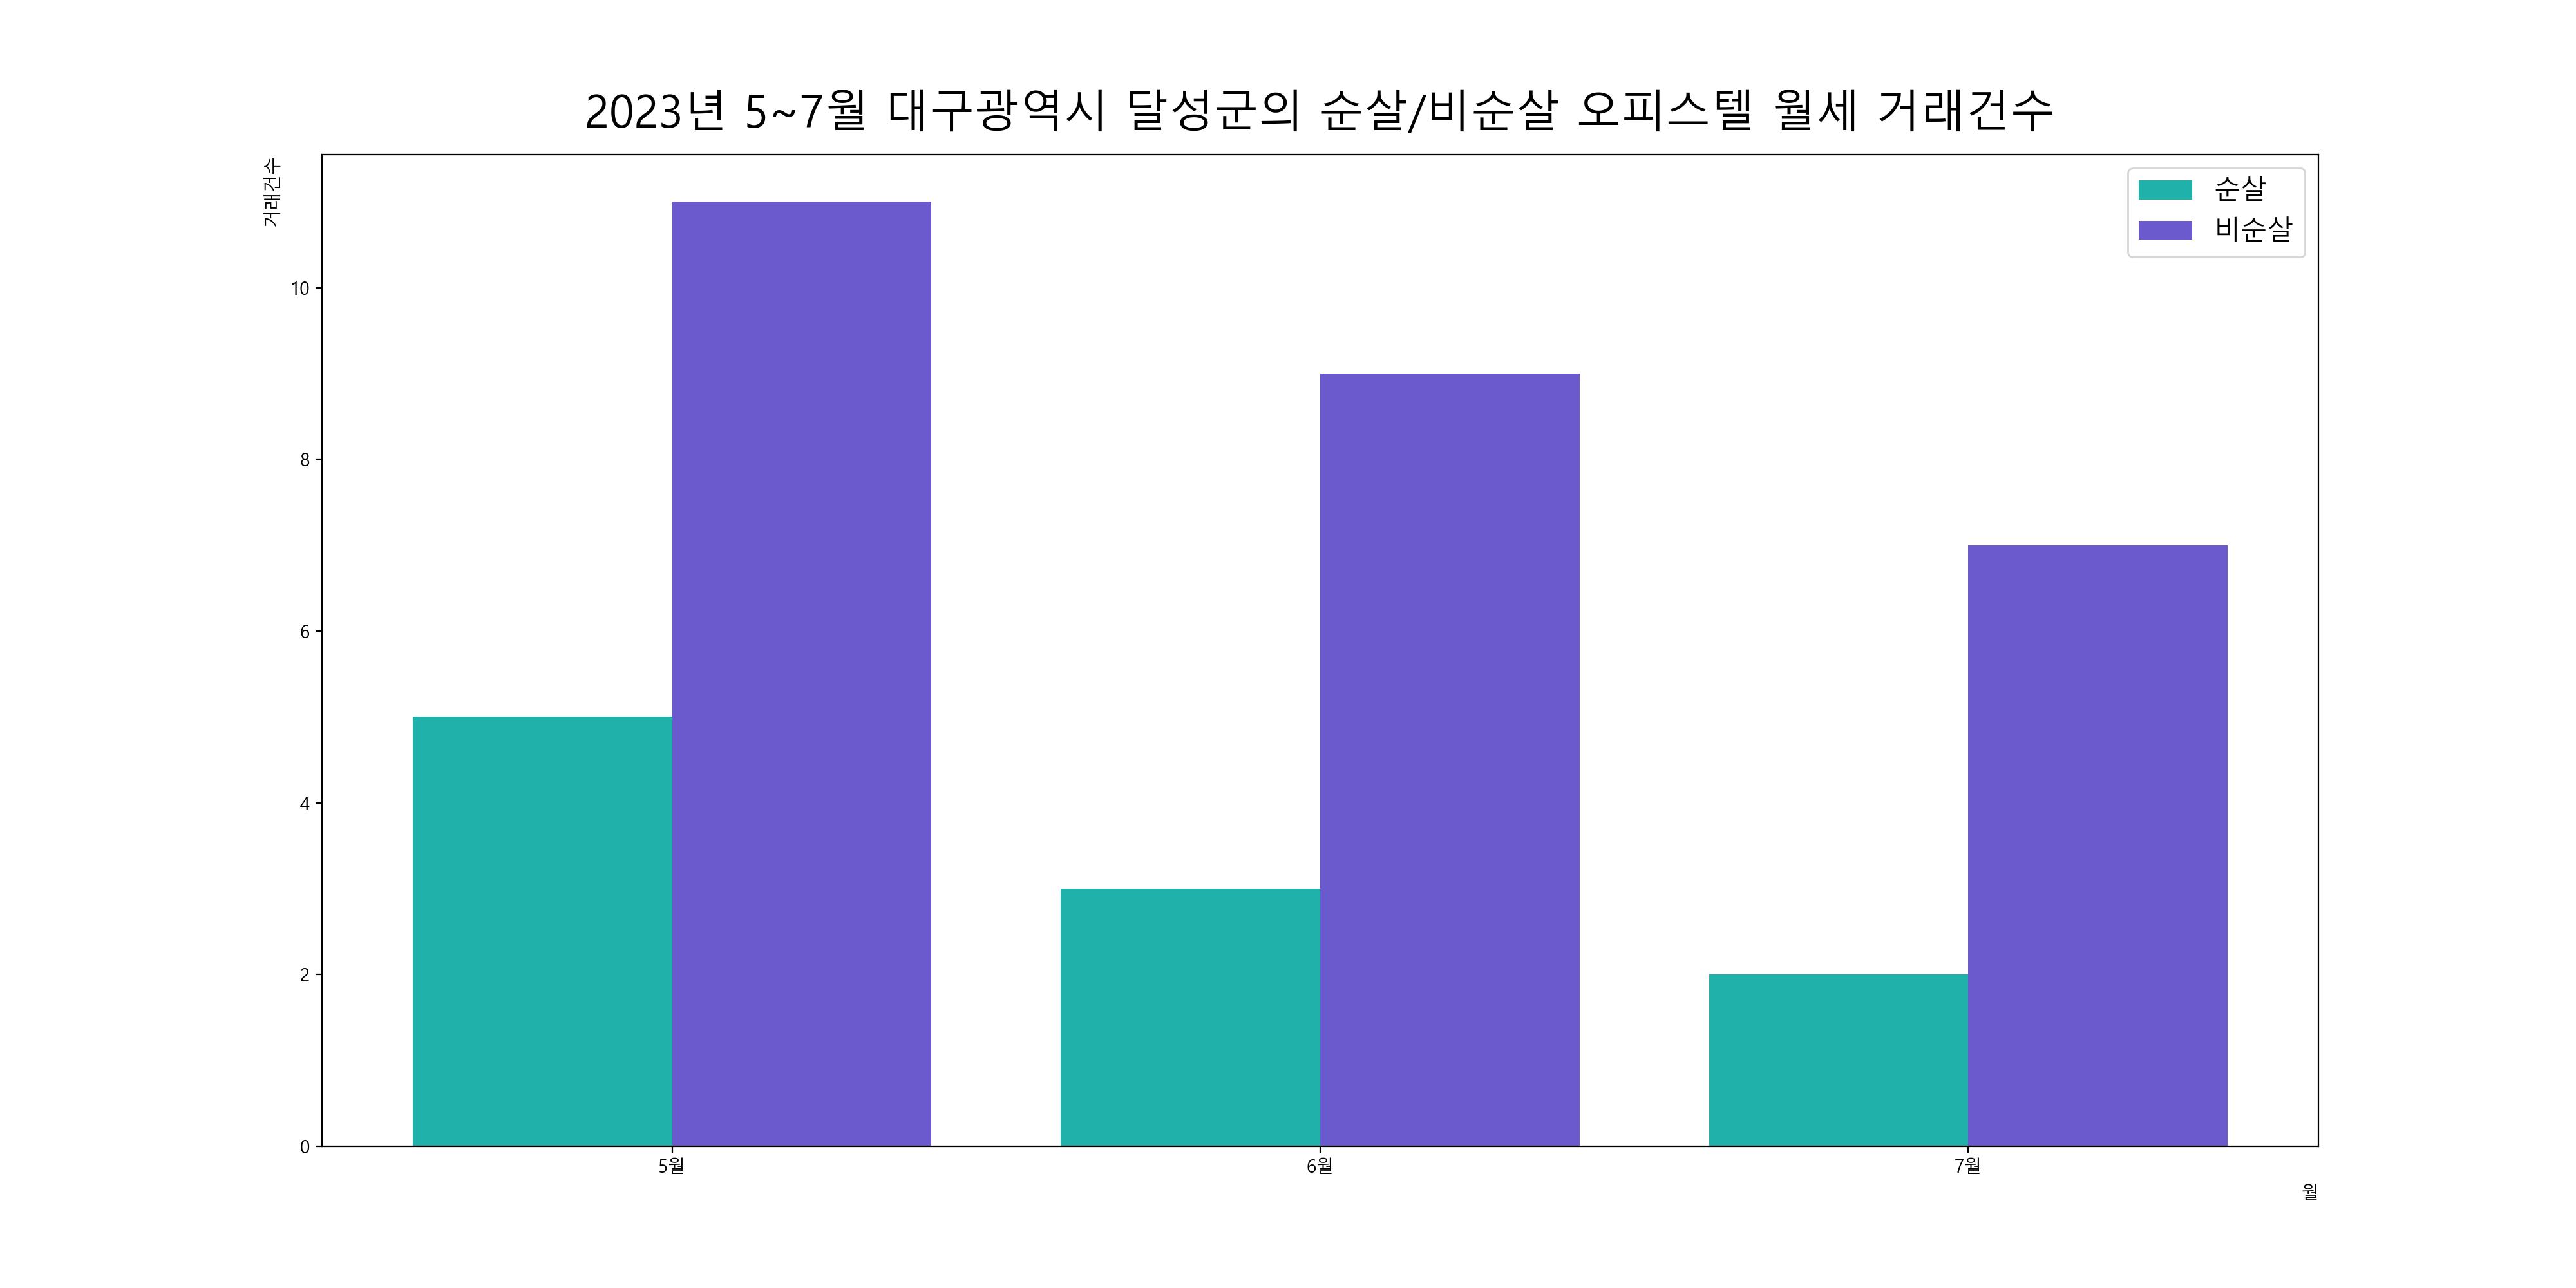 2023년 5~7월 대구광역시 달성군의 순살/비순살 오피스텔 월세 거래건수
거래건수
순살
비순살
10
8
6
4
2
0
5월
6월
7월
월